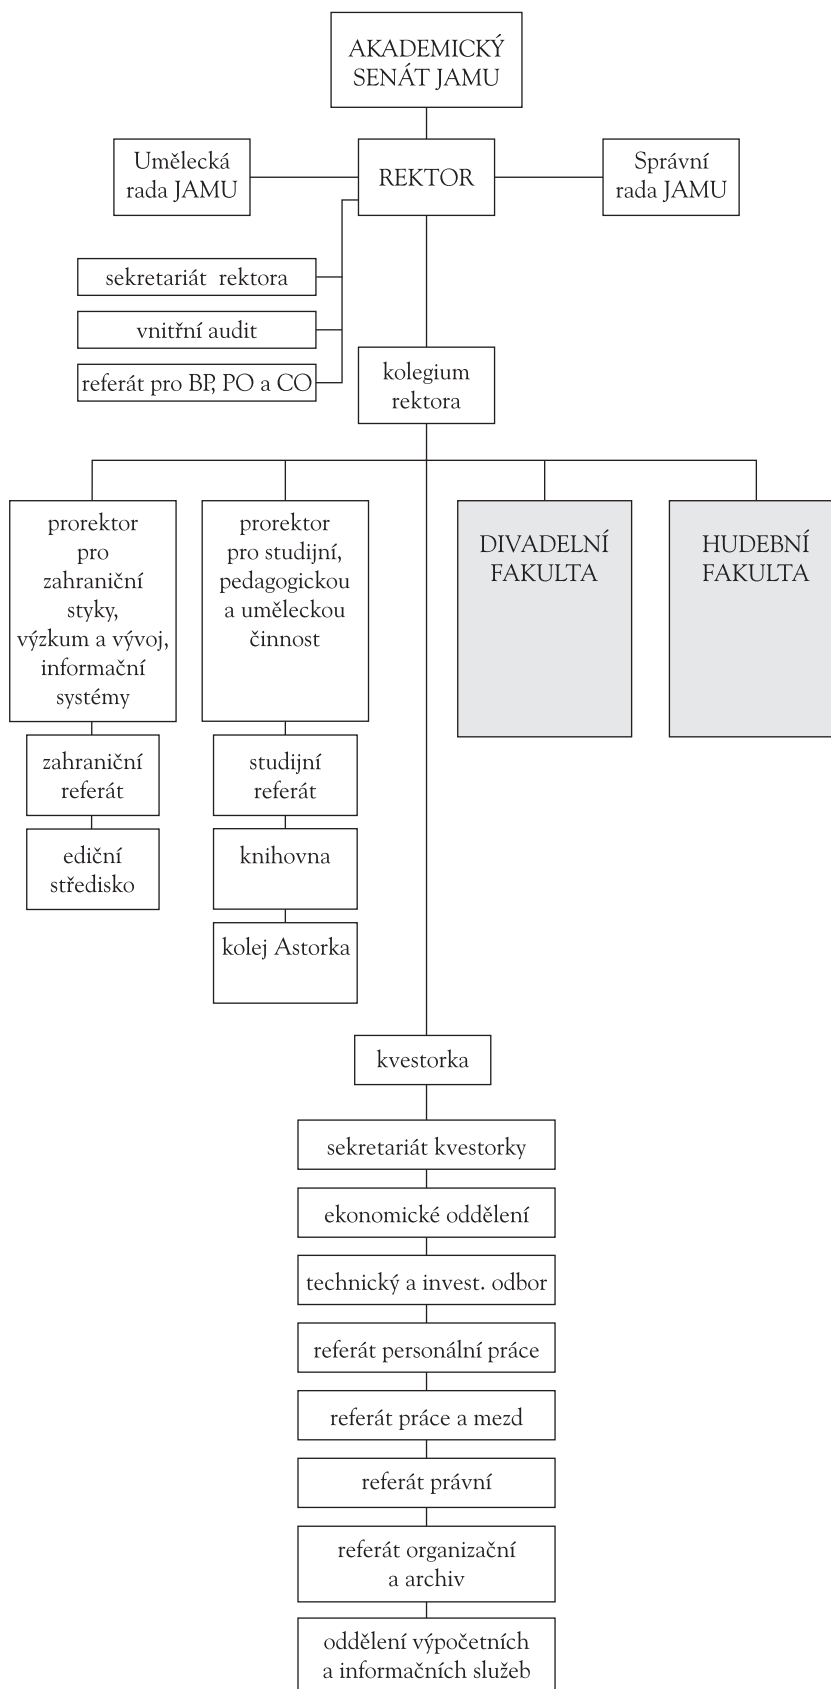 AKADEMICKÝ
SENÁT JAMU
Umělecká
rada JAMU
REKTOR
Správní
rada JAMU
sekretariát rektora
vnitřní audit
referát pro BP, PO a CO
kolegium
rektora
prorektor
pro
zahraniční
styky,
výzkum a vývoj,
informační
systémy
prorektor
pro studijní,
pedagogickou
a uměleckou
činnost
DIVADELNÍ
FAKULTA
HUDEBNÍ
FAKULTA
zahraniční
referát
ediční
středisko
studijní
referát
knihovna
kolej Astorka
kvestorka
sekretariát kvestorky
ekonomické oddělení
technický a invest. odbor
referát personální práce
referát práce a mezd
referát právní
referát organizační
a archiv
oddělení výpočetních
a informačních služeb